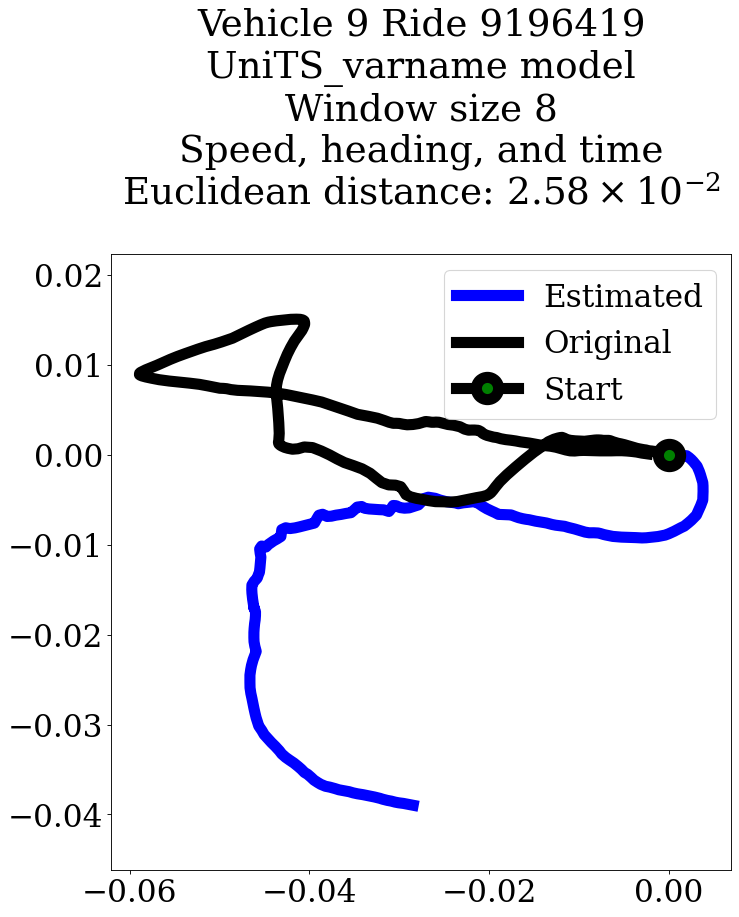 Vehicle 9 Ride 9196419
UniTS_varname model
Window size 8
Speed, heading, and time
Euclidean distance: 2.58 × 10⁻²
Estimated
Original
Start
0.02
0.01
0.00
−0.01
−0.02
−0.03
−0.04
−0.06
−0.04
−0.02
0.00